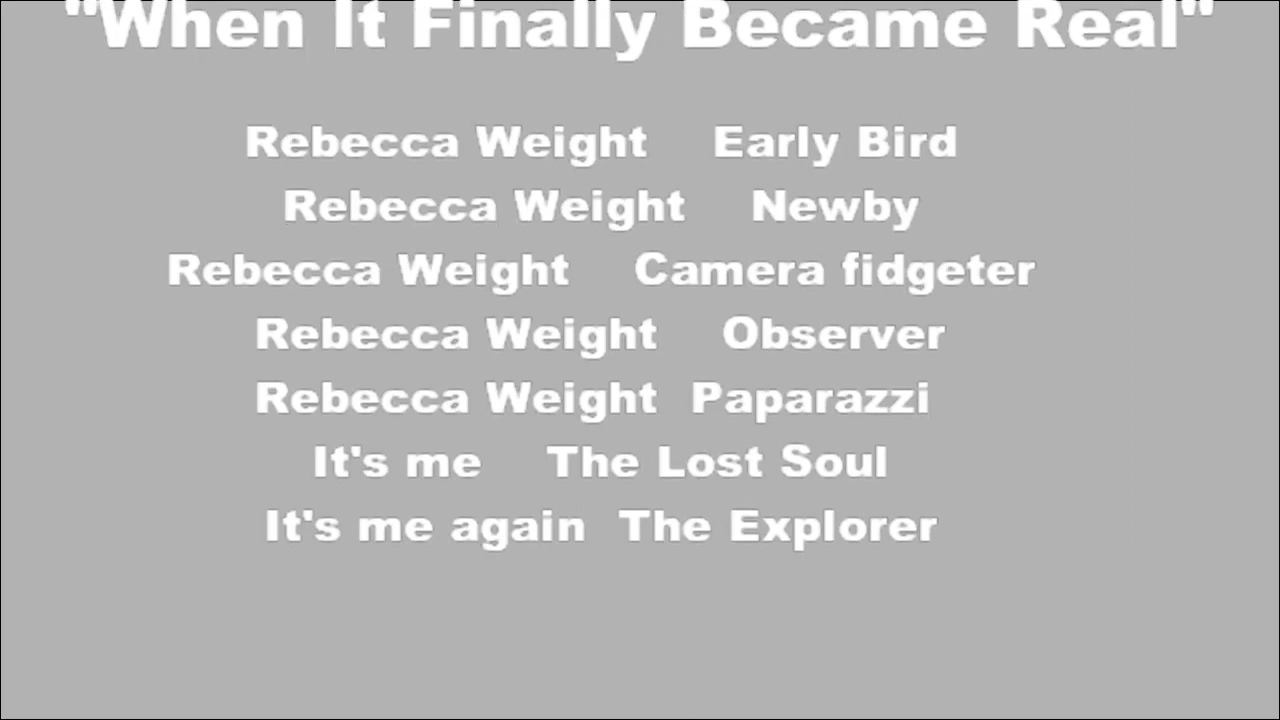 "When It Finally Became Real"
Rebecca Weight Early Bird
Rebecca Weight Newby
Rebecca Weight Camera fidgeter
Rebecca Weight Observer
Rebecca Weight Paparazzi
It's me The Lost Soul
It's me again The Explorer